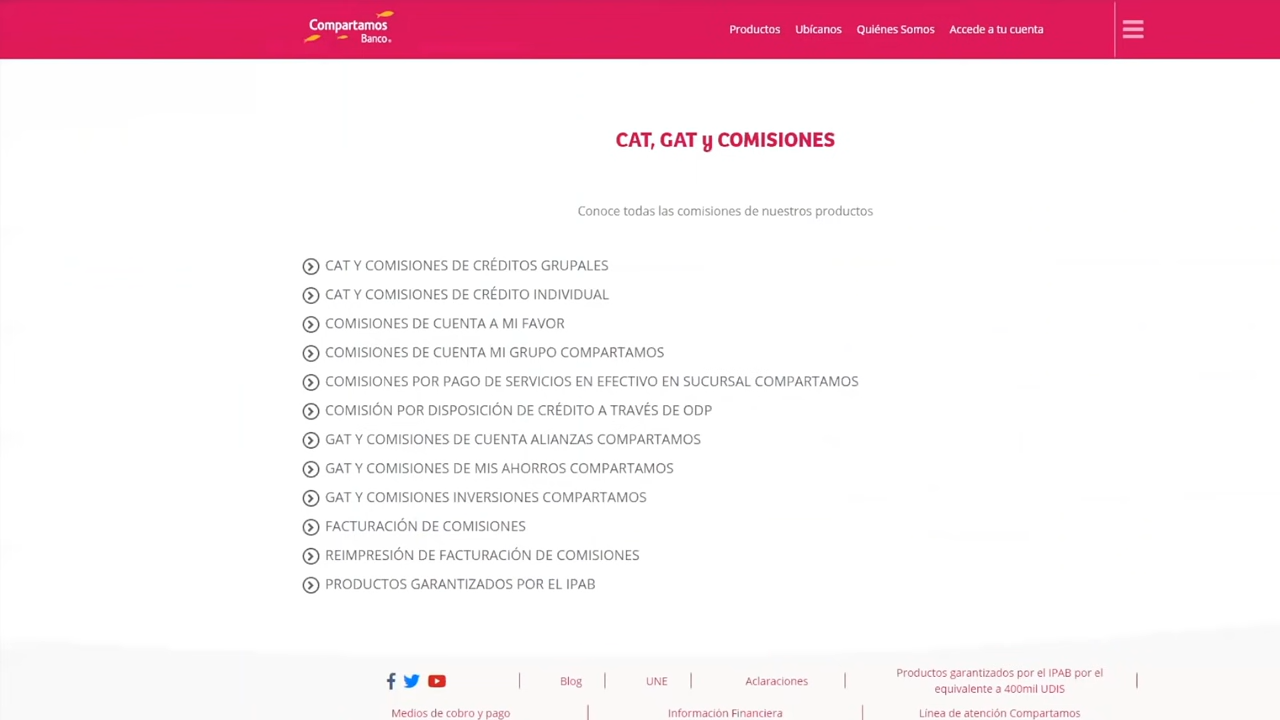 Compartamos
Banco
Productos Ubícanos Quiénes Somos Accede a tu cuenta
CAT, GAT y COMISIONES
Conoce todas las comisiones de nuestros productos
CAT Y COMISIONES DE CRÉDITOS GRUPALES
CAT Y COMISIONES DE CRÉDITO INDIVIDUAL
COMISIONES DE CUENTA A MI FAVOR
COMISIONES DE CUENTA MI GRUPO COMPARTAMOS
COMISIONES POR PAGO DE SERVICIOS EN EFECTIVO EN SUCURSAL COMPARTAMOS
COMISIÓN POR DISPOSICIÓN DE CRÉDITO A TRAVÉS DE ODP
GAT Y COMISIONES DE CUENTA ALIANZAS COMPARTAMOS
GAT Y COMISIONES DE MIS AHORROS COMPARTAMOS
GAT Y COMISIONES INVERSIONES COMPARTAMOS
FACTURACIÓN DE COMISIONES
REIMPRESIÓN DE FACTURACIÓN DE COMISIONES
PRODUCTOS GARANTIZADOS POR EL IPAB
Blog | UNE | Aclaraciones | Productos garantizados por el IPAB por el
equivalente a 400mil UDIS
Medios de cobro y pago | Información Financiera | Línea de atención Compartamos